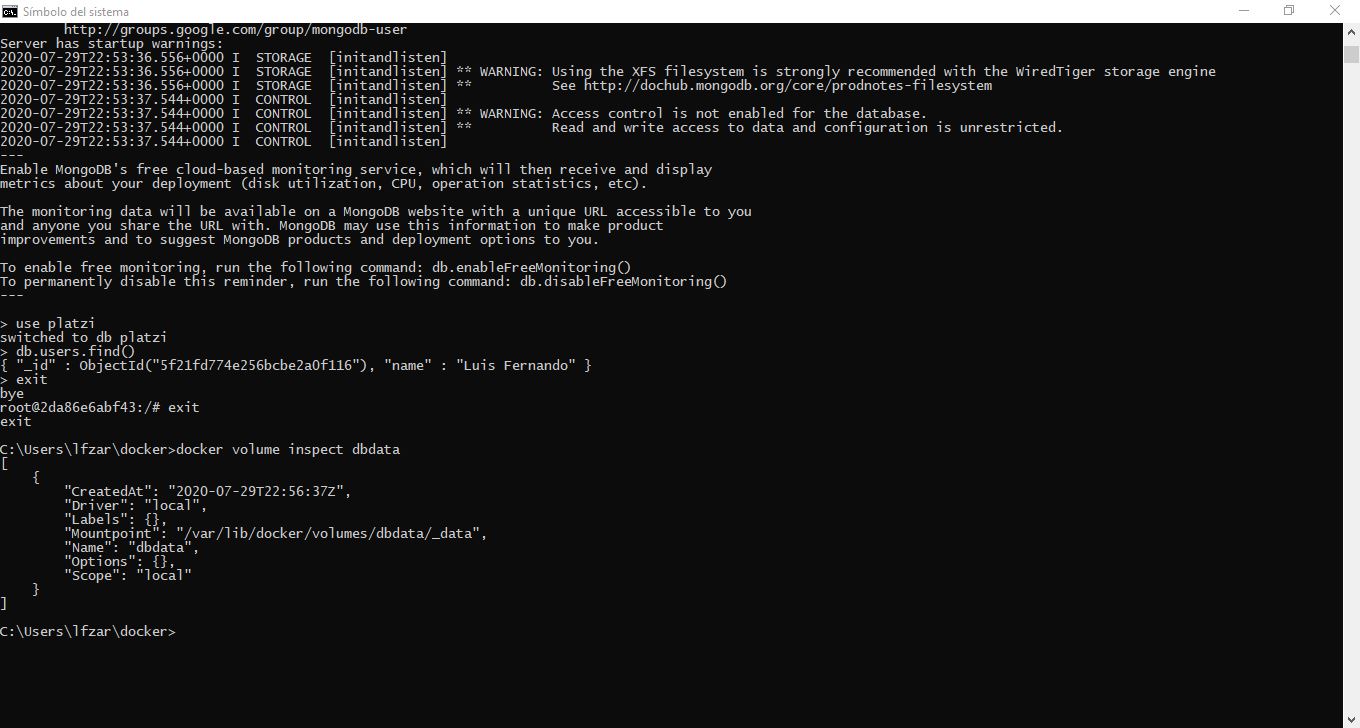 Símbolo del sistema
http://groups.google.com/group/mongodb-user
Server has startup warnings:
2020-07-29T22:53:36.556+0000 I  STORAGE  [initandlisten]
2020-07-29T22:53:36.556+0000 I  STORAGE  [initandlisten] ** WARNING: Using the XFS filesystem is strongly recommended with the WiredTiger storage engine
2020-07-29T22:53:36.556+0000 I  STORAGE  [initandlisten] **          See http://dochub.mongodb.org/core/prodnotes-filesystem
2020-07-29T22:53:37.544+0000 I  CONTROL  [initandlisten]
2020-07-29T22:53:37.544+0000 I  CONTROL  [initandlisten] ** WARNING: Access control is not enabled for the database.
2020-07-29T22:53:37.544+0000 I  CONTROL  [initandlisten] **          Read and write access to data and configuration is unrestricted.
2020-07-29T22:53:37.544+0000 I  CONTROL  [initandlisten]
---
Enable MongoDB's free cloud-based monitoring service, which will then receive and display
metrics about your deployment (disk utilization, CPU, operation statistics, etc).

The monitoring data will be available on a MongoDB website with a unique URL accessible to you
and anyone you share the URL with. MongoDB may use this information to make product
improvements and to suggest MongoDB products and deployment options to you.

To enable free monitoring, run the following command: db.enableFreeMonitoring()
To permanently disable this reminder, run the following command: db.disableFreeMonitoring()
---

> use platzi
switched to db platzi
> db.users.find()
{ "_id" : ObjectId("5f21fd774e256bcbe2a0f116"), "name" : "Luis Fernando" }
> exit
bye
root@2da86e6abf43:/# exit
exit

C:\Users\lfzar\docker>docker volume inspect dbdata
[
    {
        "CreatedAt": "2020-07-29T22:56:37Z",
        "Driver": "local",
        "Labels": {},
        "Mountpoint": "/var/lib/docker/volumes/dbdata/_data",
        "Name": "dbdata",
        "Options": {},
        "Scope": "local"
    }
]

C:\Users\lfzar\docker>